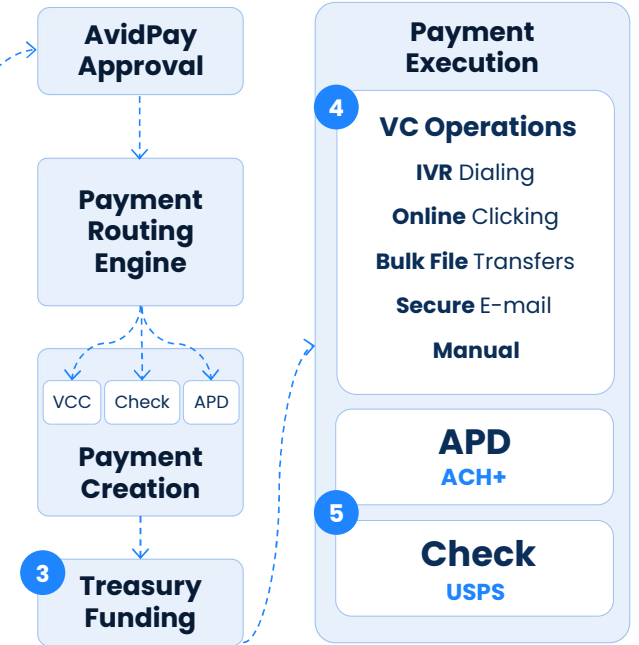 AvidPay
Approval
Payment
Routing
Engine
VCC
Check
APD
Payment
Creation
3
Treasury
Funding
Payment
Execution
4
VC Operations
IVR Dialing
Online Clicking
Bulk File Transfers
Secure E-mail
Manual
APD
ACH+
5
Check
USPS